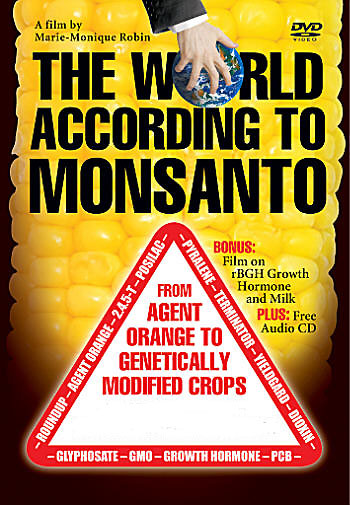 A film by
Marie-Monique Robin
DVD
VIDEO
THE WORLD
ACCORDING TO
MONSANTO
BONUS:
Film on
rBGH Growth
Hormone
and Milk
PLUS: Free
Audio CD
–ROUNDUP–AGENT ORANGE–2,4,5-T–POSILAC–
–PYRALENE–TERMINATOR–YIELDGARD–DIOXIN–
FROM
AGENT
ORANGE TO
GENETICALLY
MODIFIED CROPS
–GLYPHOSATE–GMO–GROWTH HORMONE–PCB–